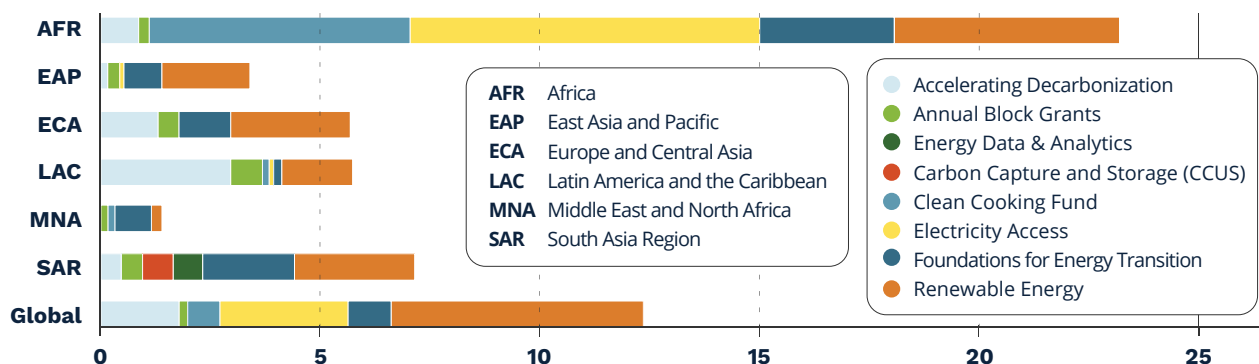 AFR
EAP
ECA
LAC
MNA
SAR
Global
0 5 10 15 20 25
AFR Africa
EAP East Asia and Pacific
ECA Europe and Central Asia
LAC Latin America and the Caribbean
MNA Middle East and North Africa
SAR South Asia Region
Accelerating Decarbonization
Annual Block Grants
Energy Data & Analytics
Carbon Capture and Storage (CCUS)
Clean Cooking Fund
Electricity Access
Foundations for Energy Transition
Renewable Energy